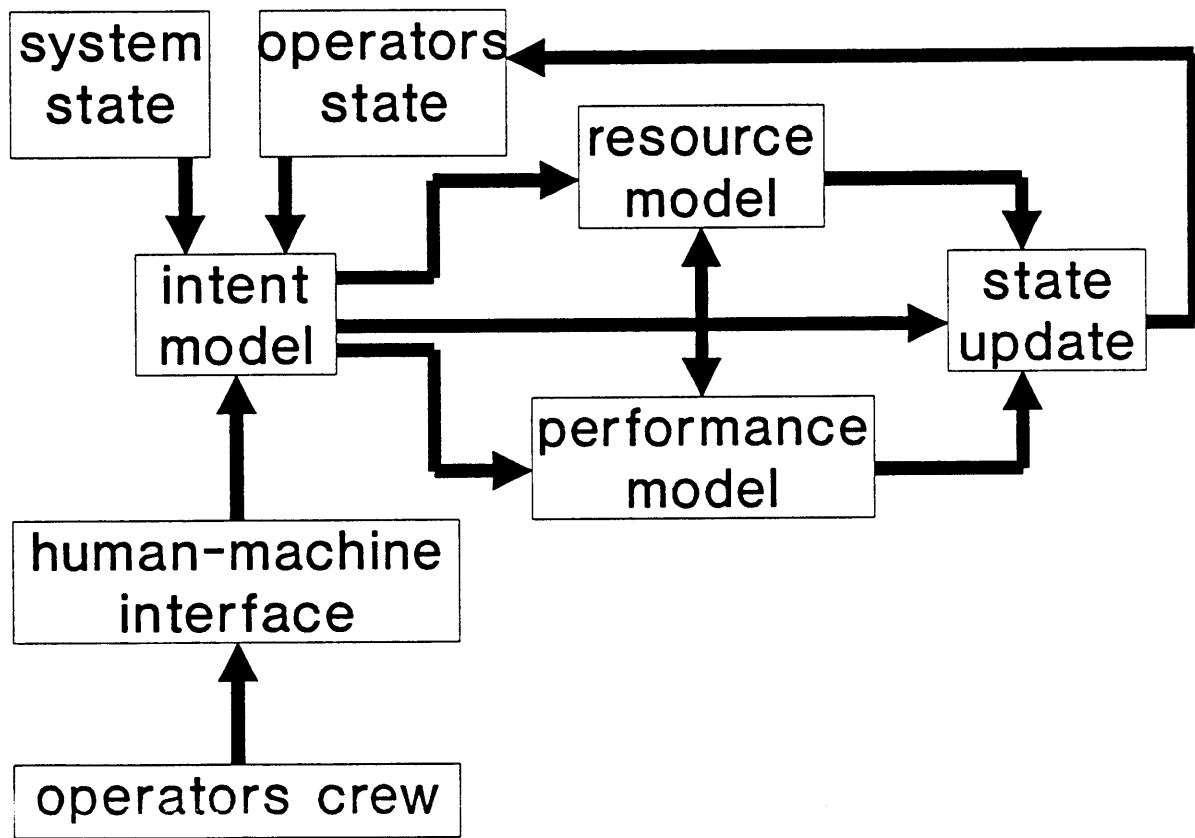 system
state
operators
state
resource
model
intent
model
state
update
performance
model
human-machine
interface
operators crew